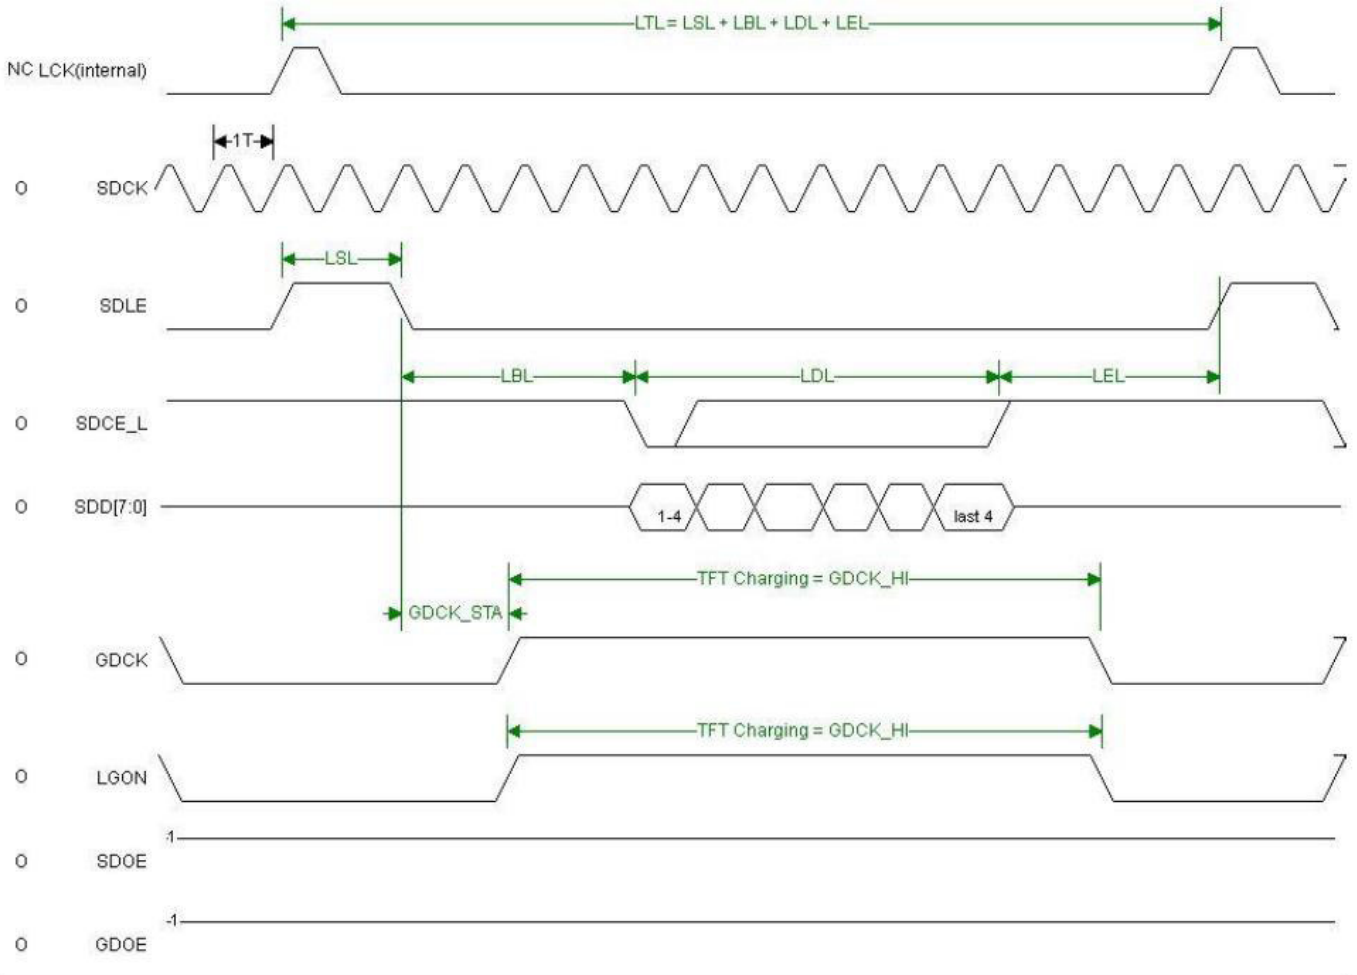 LTL = LSL + LBL + LDL + LEL
NC LCK(internal)
1T
O SDCK
LSL
O SDLE
LBL LDL LEL
O SDCE_L
O SDD[7:0] 1-4 last 4
TFT Charging = GDCK_HI
GDCK_STA
O GDCK
TFT Charging = GDCK_HI
O LGON
-1
O SDOE
-1
O GDOE